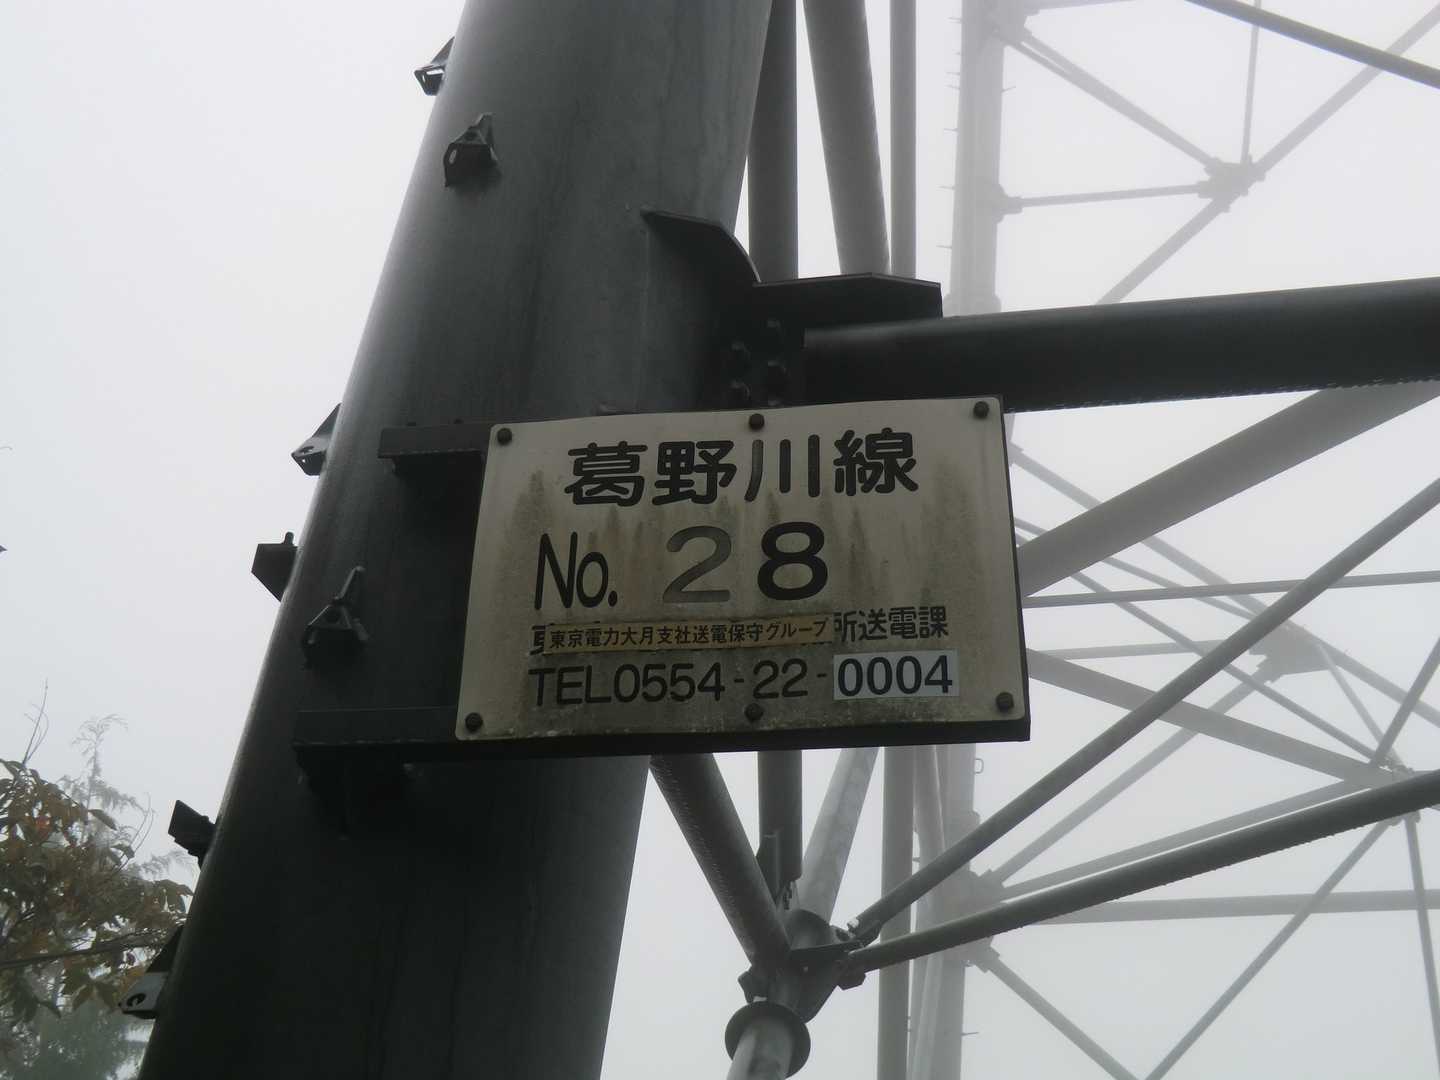 葛野川線
No. 28
東京電力大月支社送電保守グループ所送電課
TEL0554-22-0004